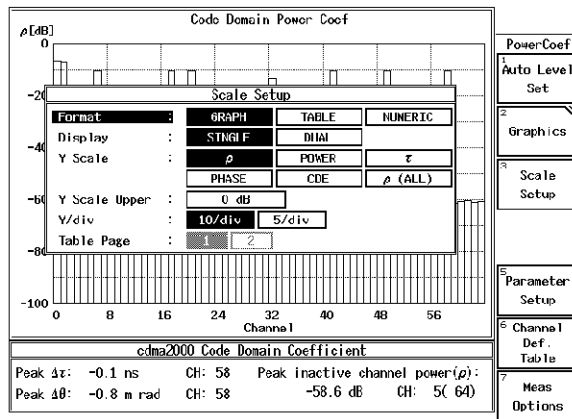 Code Domain Power Coef
ρ[dB]
0
-20
-40
-60
-80
-100
0 8 16 24 32 40 48 56
Channel
Scale Setup
Format : GRAPH TABLE NUMERIC
Display : SINGLE DUAL
Y Scale : ρ POWER τ
PHASE CDE ρ (ALL)
Y Scale Upper : 0 dB
Y/div : 10/div 5/div
Table Page : 1 2
cdma2000 Code Domain Coefficient
Peak Δτ: -0.1 ns CH: 58 Peak inactive channel power(ρ):
Peak Δθ: -0.8 m rad CH: 58 -58.6 dB CH: 5( 64)
PowerCoef
1
Auto Level
Set
2
Graphics
3
Scale
Setup
5
Parameter
Setup
6 Channel
Def.
Table
7
Meas
Options